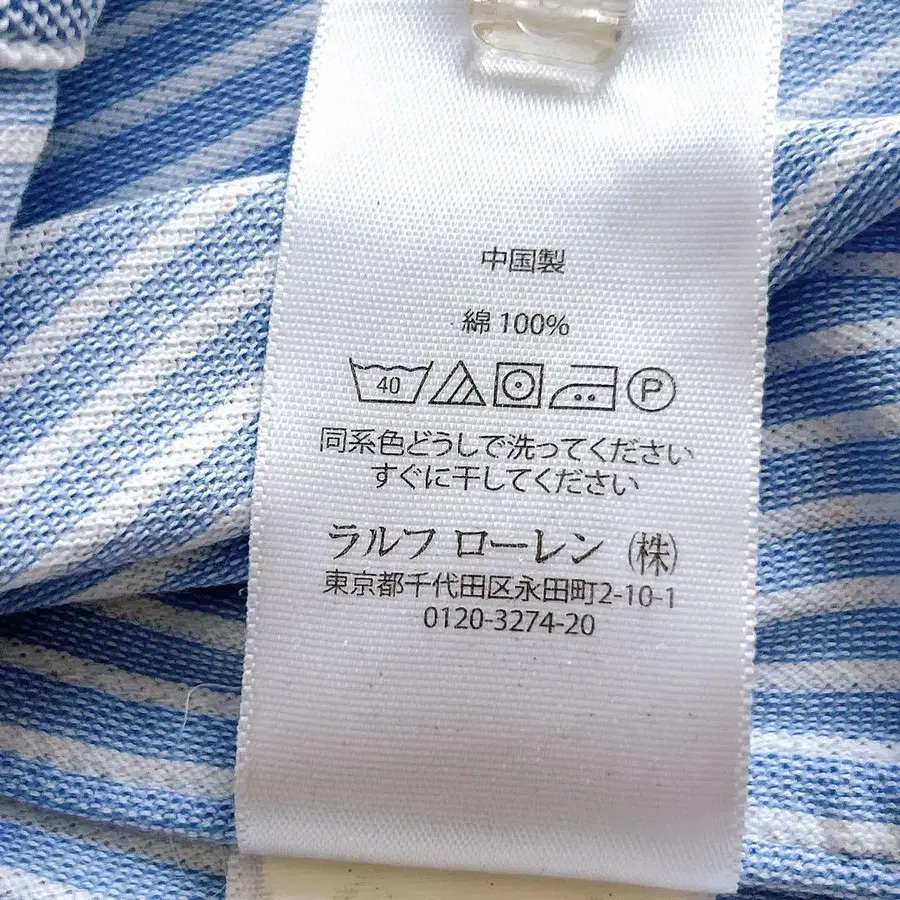 中国製
綿 100%
40 P
同系色どうしで洗ってください
すぐに干してください
ラルフ ローレン (株)
東京都千代田区永田町2-10-1
0120-3274-20